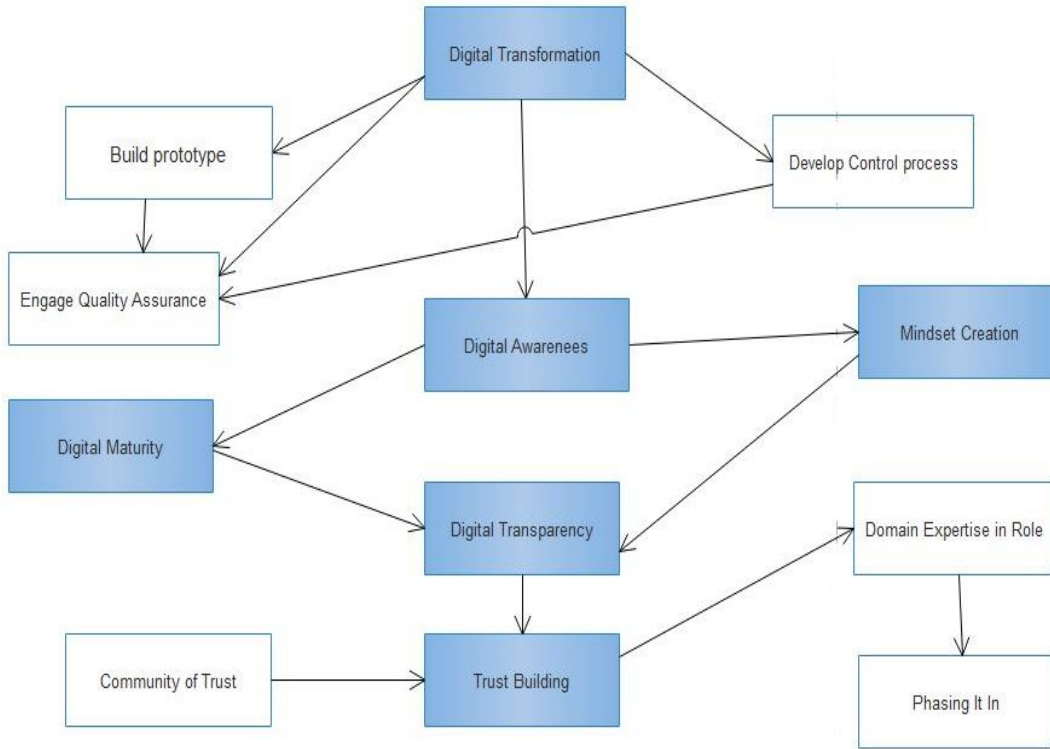 Digital Transformation
Build prototype
Develop Control process
Engage Quality Assurance
Digital Awarenees
Mindset Creation
Digital Maturity
Digital Transparency
Domain Expertise in Role
Community of Trust
Trust Building
Phasing It In